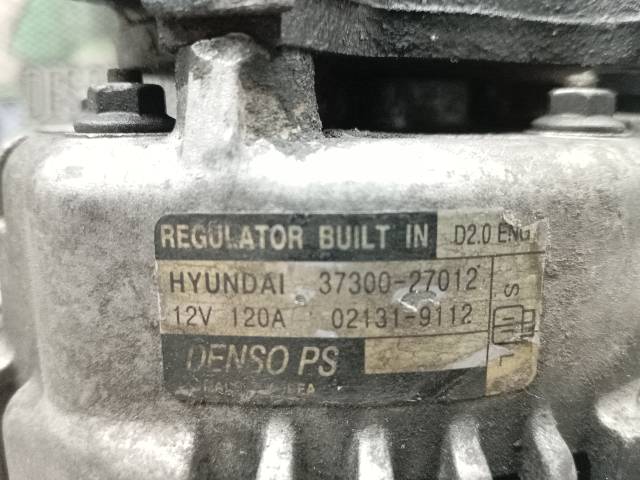 REGULATOR BUILT IN D2.0 ENG
HYUNDAI 37300-27012
12V 120A 02131-9112
S
L
DENSO PS